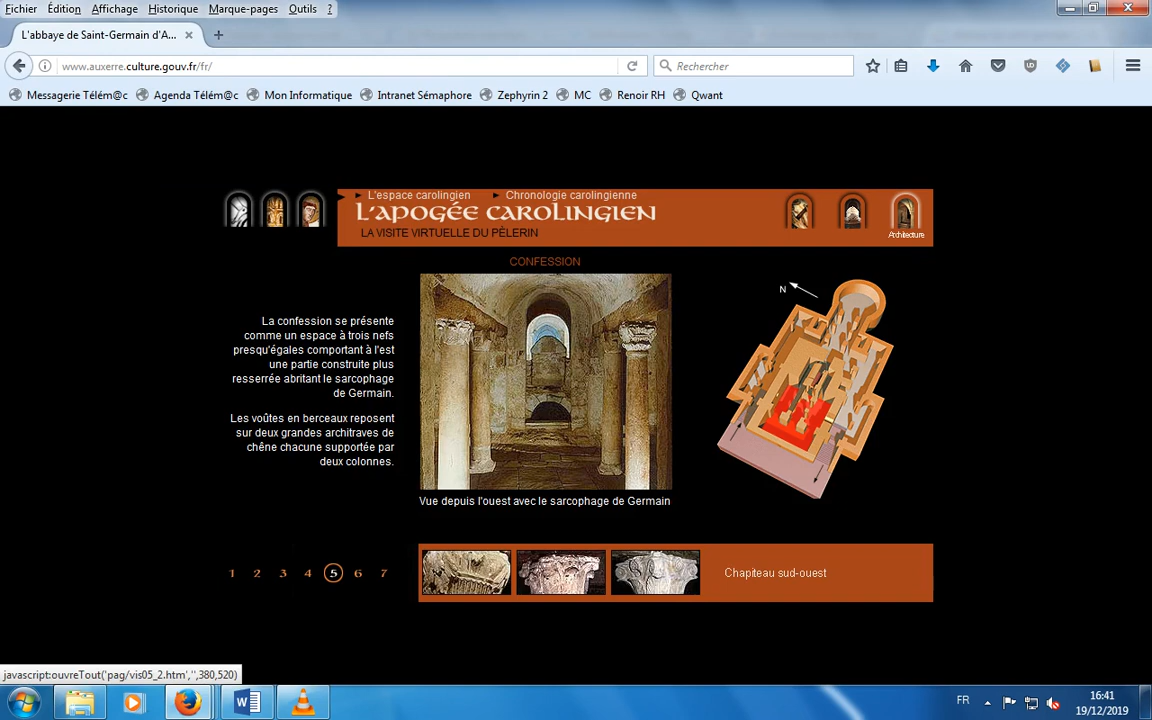 Fichier Édition Affichage Historique Marque-pages Outils ?
L'abbaye de Saint-Germain d'A...
www.auxerre.culture.gouv.fr/fr/
Rechercher
Messagerie Télém@c Agenda Télém@c Mon Informatique Intranet Sémaphore Zephyrin 2 MC Renoir RH Qwant
L'espace carolingien Chronologie carolingienne
L'APOGÉE CAROLINGIEN
LA VISITE VIRTUELLE DU PÈLERIN
Architecture
CONFESSION
N
La confession se présente
comme un espace à trois nefs
presqu'égales comportant à l'est
une partie construite plus
resserrée abritant le sarcophage
de Germain.
Les voûtes en berceaux reposent
sur deux grandes architraves de
chêne chacune supportée par
deux colonnes.
Vue depuis l'ouest avec le sarcophage de Germain
1 2 3 4 5 6 7
Chapiteau sud-ouest
javascript:ouvreTout('pag/vis05_2.htm','',380,520)
FR
16:41
19/12/2019